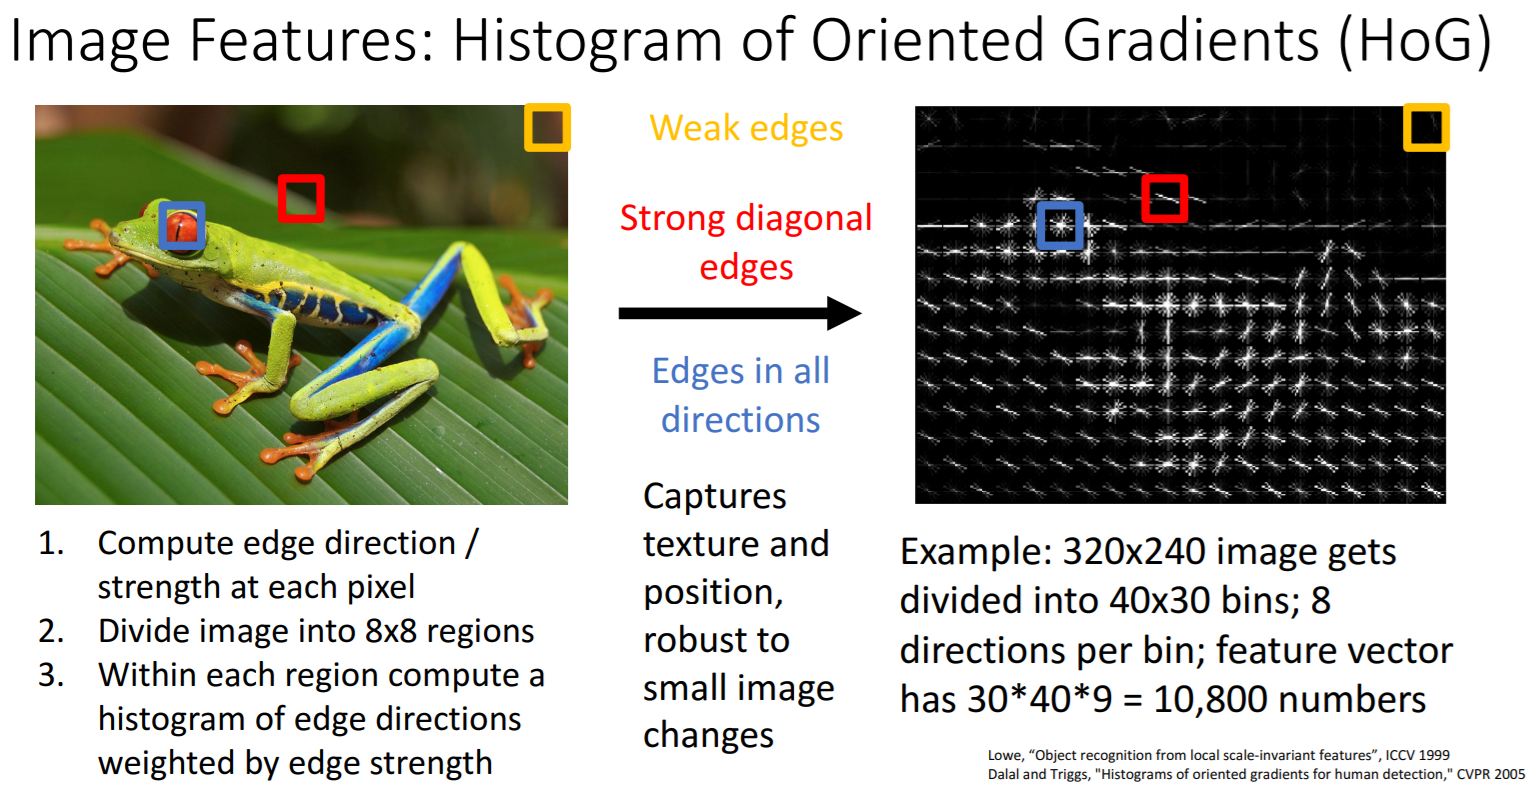 Image Features: Histogram of Oriented Gradients (HoG)
Weak edges
Strong diagonal
edges
Edges in all
directions
1. Compute edge direction /
strength at each pixel
2. Divide image into 8x8 regions
3. Within each region compute a
histogram of edge directions
weighted by edge strength
Captures
texture and
position,
robust to
small image
changes
Example: 320x240 image gets
divided into 40x30 bins; 8
directions per bin; feature vector
has 30*40*9 = 10,800 numbers
Lowe, “Object recognition from local scale-invariant features”, ICCV 1999
Dalal and Triggs, "Histograms of oriented gradients for human detection," CVPR 2005